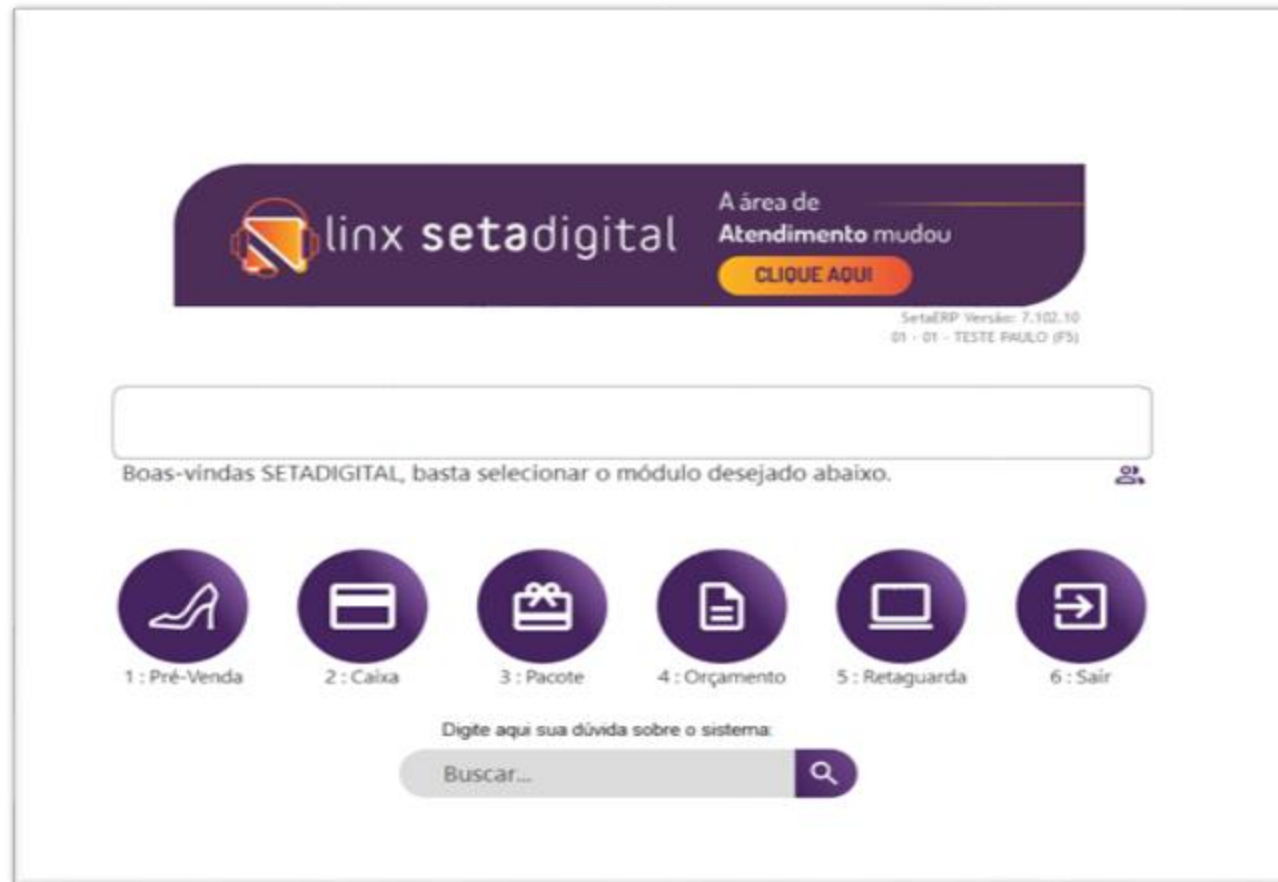 linx setadigital
A área de
Atendimento mudou
CLIQUE AQUI
SetaERP Versão: 7.102.10
01 - 01 - TESTE PAULO (F5)
Boas-vindas SETADIGITAL, basta selecionar o módulo desejado abaixo.
1 : Pré-Venda
2 : Caixa
3 : Pacote
4 : Orçamento
5 : Retaguarda
6 : Sair
Digite aqui sua dúvida sobre o sistema:
Buscar...